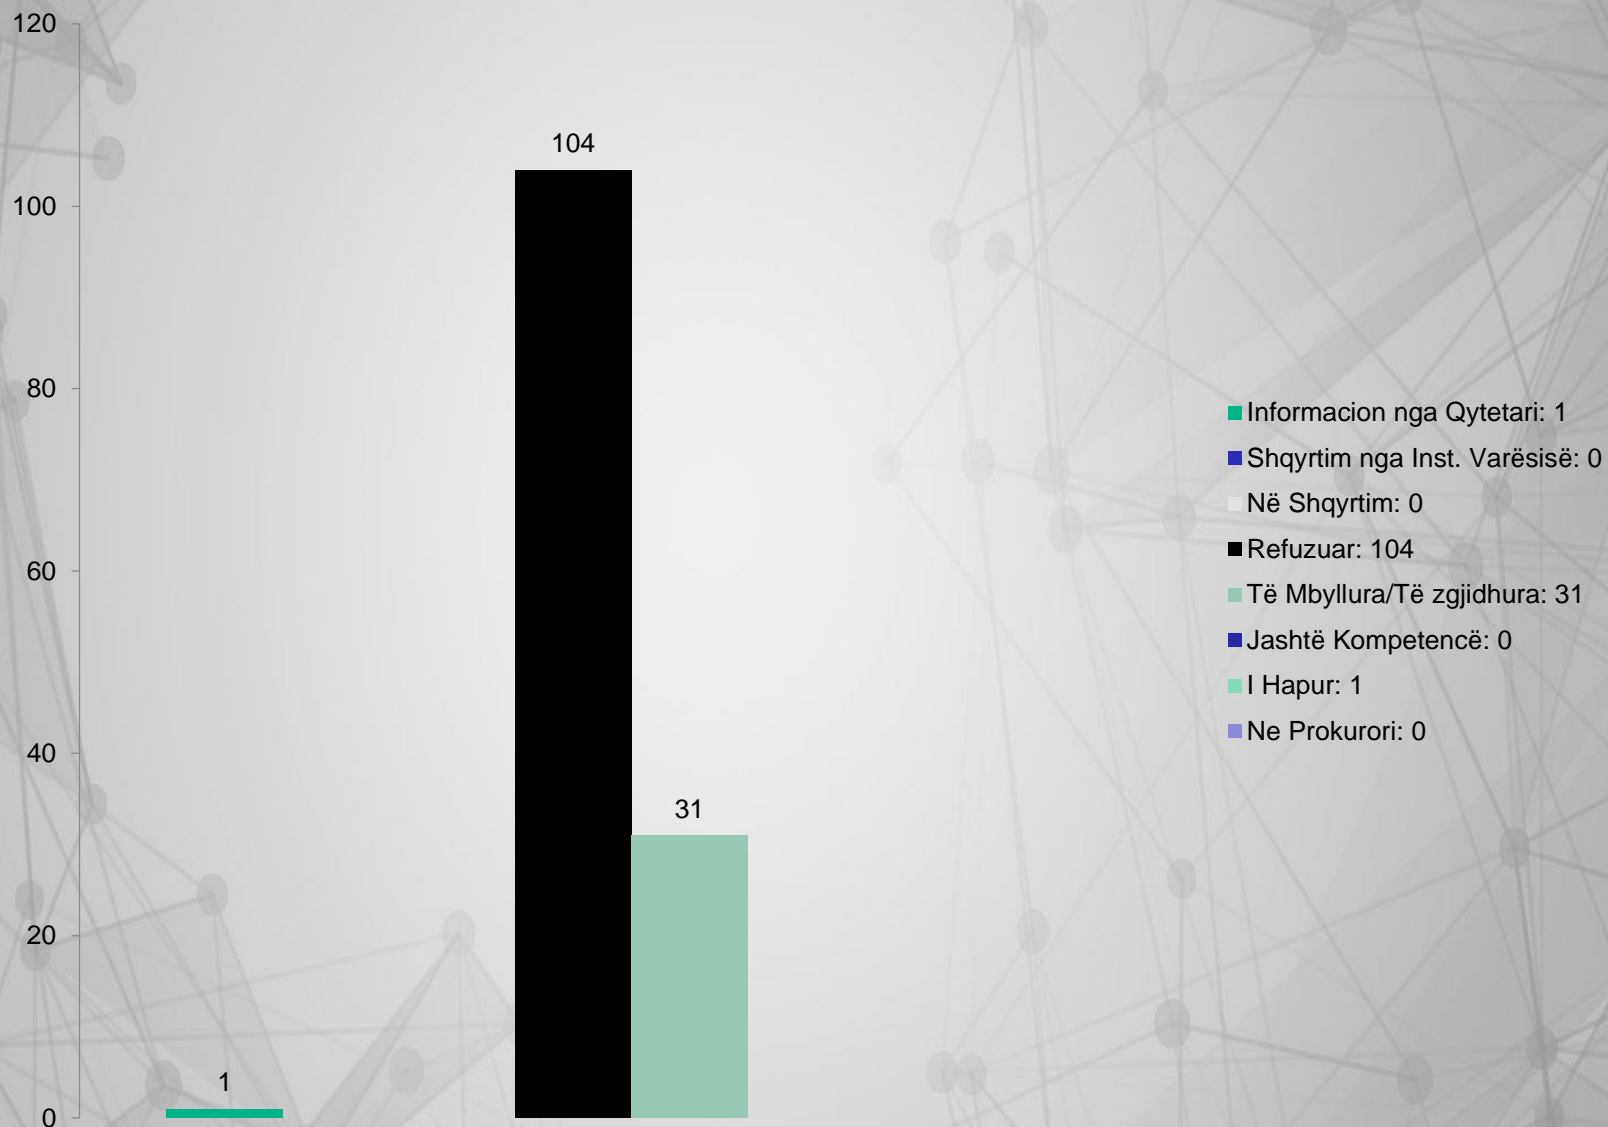 120
100
80
60
40
20
0
1
104
31
Informacion nga Qytetari: 1
Shqyrtim nga Inst. Varësisë: 0
Në Shqyrtim: 0
Refuzuar: 104
Të Mbyllura/Të zgjidhura: 31
Jashtë Kompetencë: 0
I Hapur: 1
Ne Prokurori: 0